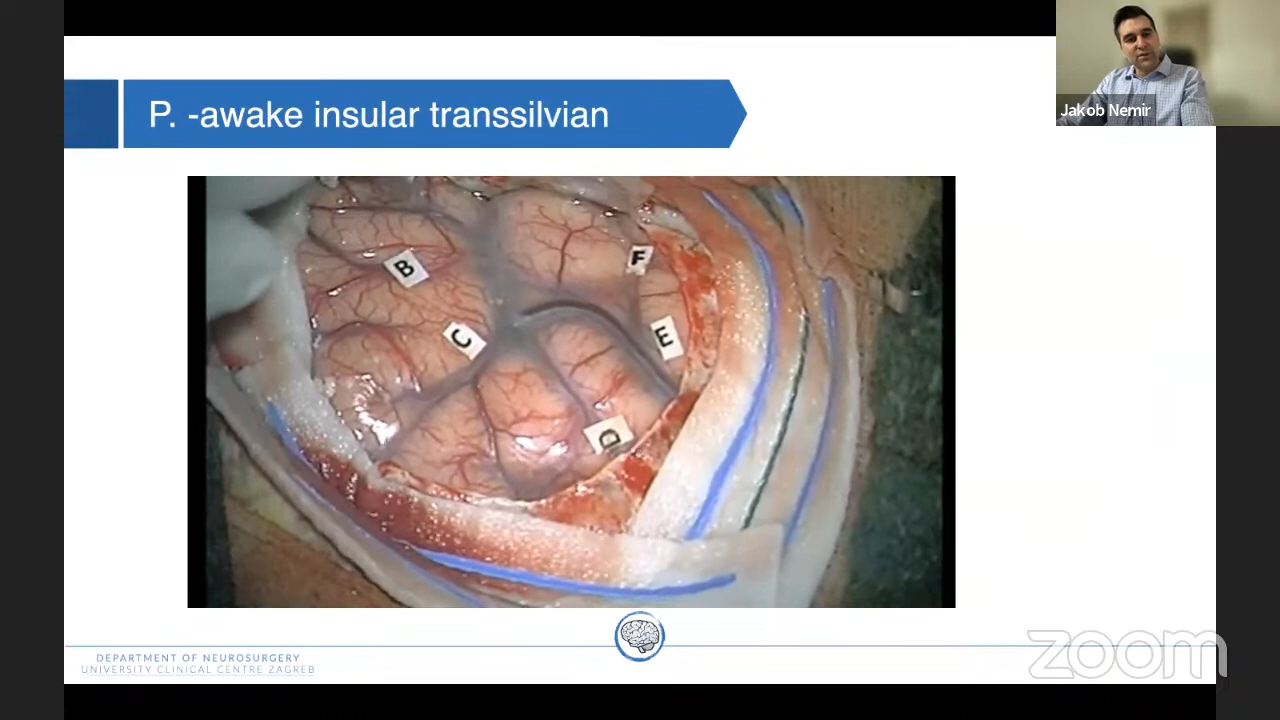 Jakob Nemir
P. -awake insular transsilvian
B
F
C
E
D
DEPARTMENT OF NEUROSURGERY
UNIVERSITY CLINICAL CENTRE ZAGREB
zoom